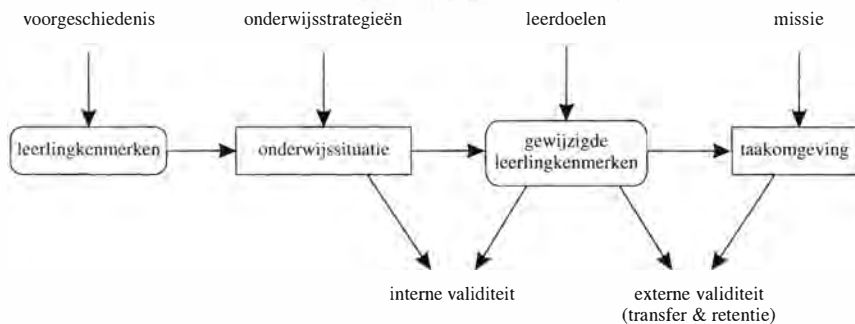 voorgeschiedenis onderwijsstrategieën leerdoelen missie
leerlingkenmerken onderwijssituatie gewijzigde leerlingkenmerken taakomgeving
interne validiteit externe validiteit
(transfer & retentie)